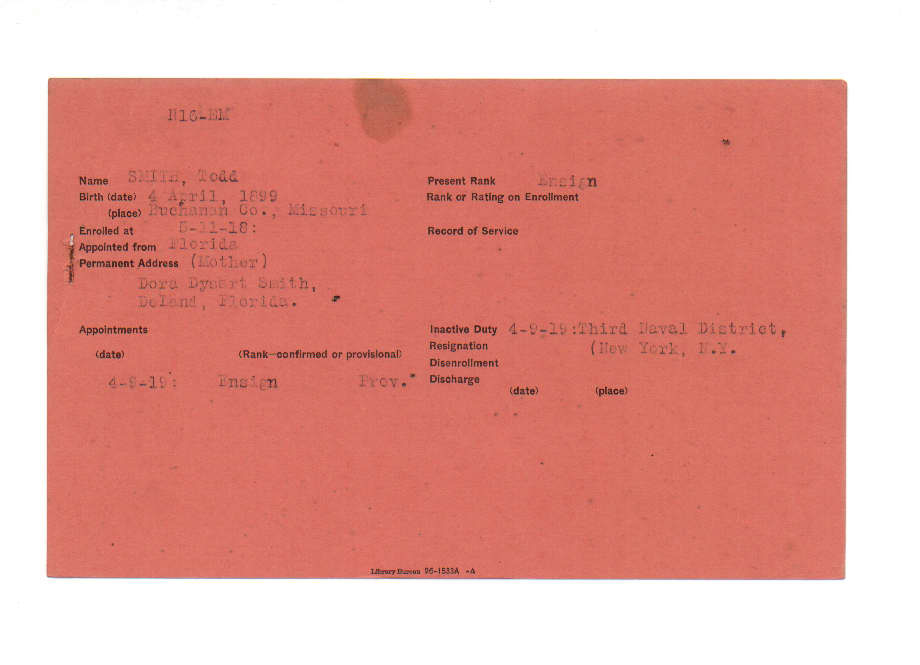 N16-EM
Name SMITH, Todd
Birth (date) 4 April, 1899
(place) Buchanan Co., Missouri
Enrolled at 5-11-18:
Appointed from Florida
Permanent Address (Mother)
Dora Dysart Smith,
DeLand, Florida.
Appointments
(date) (Rank—confirmed or provisional)
4-9-19: Ensign Prov.
Present Rank Ensign
Rank or Rating on Enrollment
Record of Service
Inactive Duty 4-9-19:Third Naval District,
Resignation (New York, N.Y.
Disenrollment
Discharge
(date) (place)
Library Bureau 96-1533A -A